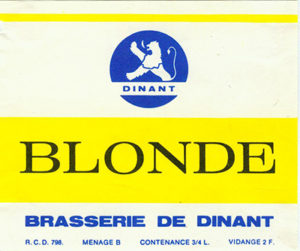 DINANT
BLONDE
BRASSERIE DE DINANT
R.C.D. 798. MENAGE B CONTENANCE 3/4 L. VIDANGE 2 F.